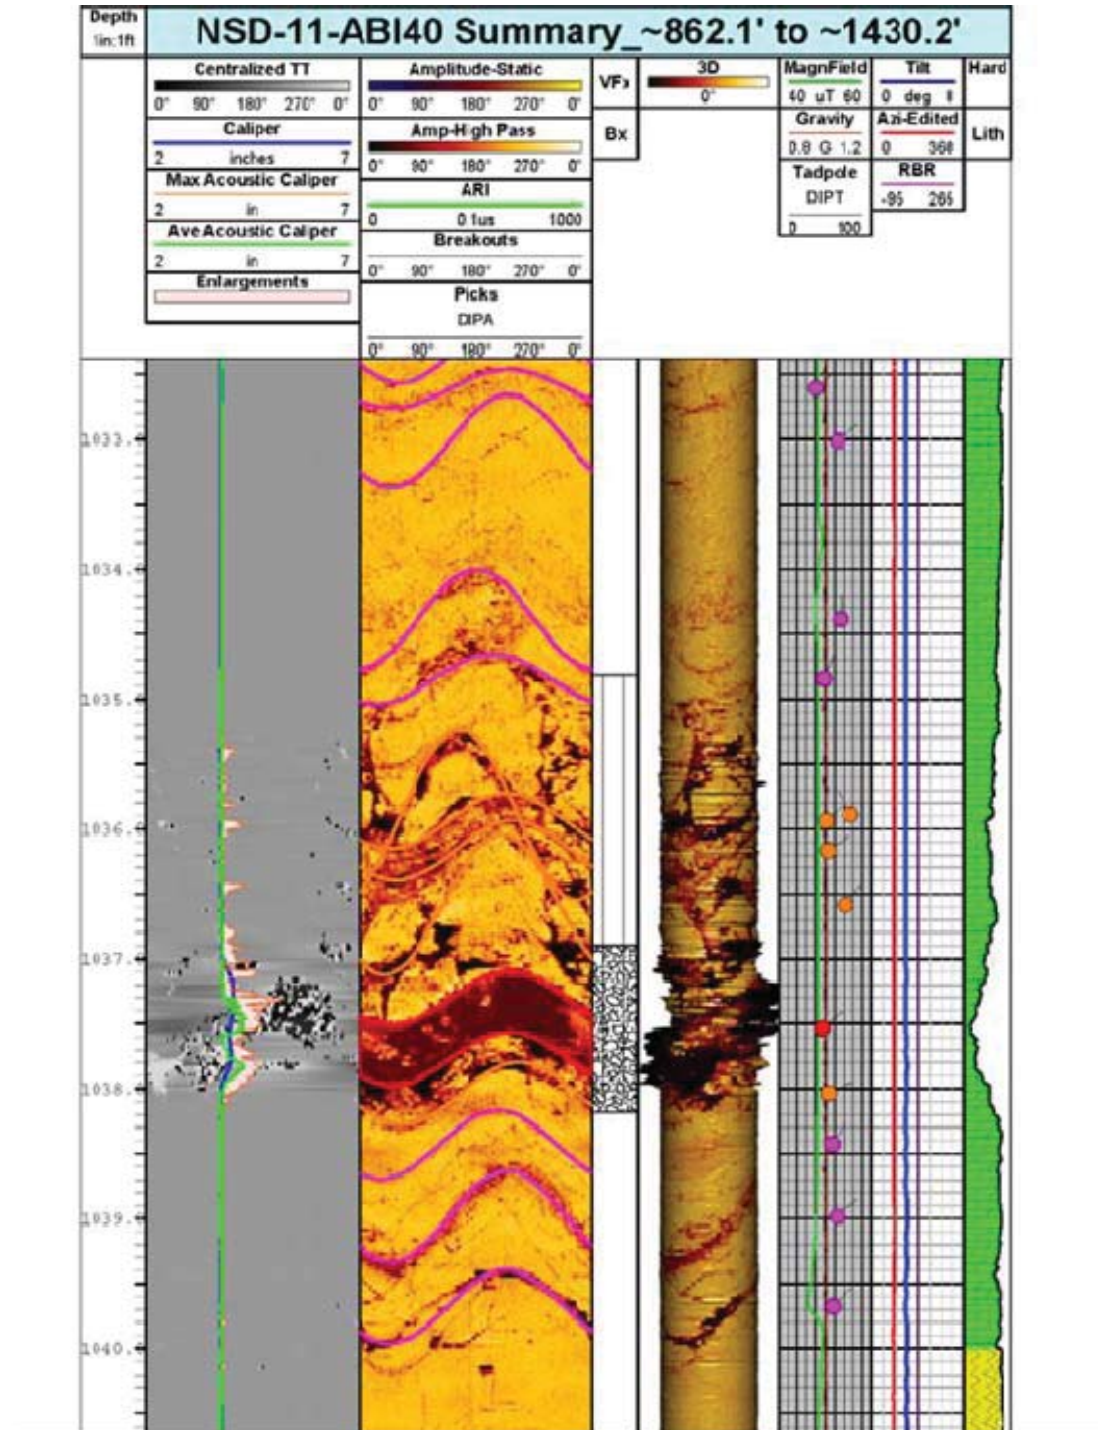 Depth
1in:1ft
NSD-11-ABI40 Summary_~862.1' to ~1430.2'
Centralized TT
0° 90° 180° 270° 0°
Caliper
2 inches 7
Max Acoustic Caliper
2 in 7
Ave Acoustic Caliper
2 in 7
Enlargements
Amplitude-Static
0° 90° 180° 270° 0°
Amp-High Pass
0° 90° 180° 270° 0°
ARI
0 0.1us 1000
Breakouts
0° 90° 180° 270° 0°
Picks
DIPA
0° 90° 180° 270° 0°
Bx
3D
0°
MagnField
40 uT 60
Gravity
0.8 G 1.2
Tadpole
DIPT
0 100
Tilt
0 deg
Azi-Edited
0
RBR
-95 265
Hard
Lith
1033.
1034.
1035.
1036.
1037.
1038.
1039.
1040.